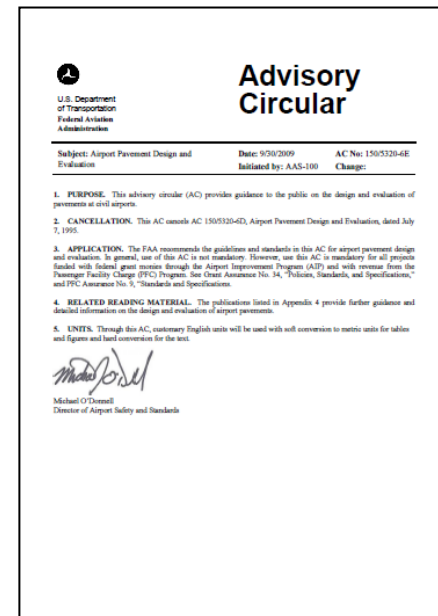 U.S. Department
of Transportation
Federal Aviation
Administration
Advisory
Circular
Subject: Airport Pavement Design and
Evaluation
Date: 9/30/2009
Initiated by: AAS-100
AC No: 150/5320-6E
Change:
1. PURPOSE. This advisory circular (AC) provides guidance to the public on the design and evaluation of
pavements at civil airports.
2. CANCELLATION. This AC cancels AC 150/5320-6D, Airport Pavement Design and Evaluation, dated July
7, 1995.
3. APPLICATION. The FAA recommends the guidelines and standards in this AC for airport pavement design
and evaluation. In general, use of this AC is not mandatory. However, use this AC is mandatory for all projects
funded with federal grant monies through the Airport Improvement Program (AIP) and with revenue from the
Passenger Facility Charge (PFC) Program. See Grant Assurance No. 34, "Policies, Standards, and Specifications,"
and PFC Assurance No. 9, "Standards and Specifications.
4. RELATED READING MATERIAL. The publications listed in Appendix 4 provide further guidance and
detailed information on the design and evaluation of airport pavements.
5. UNITS. Through this AC, customary English units will be used with soft conversion to metric units for tables
and figures and hard conversion for the text.
Michael O'Donnell
Director of Airport Safety and Standards